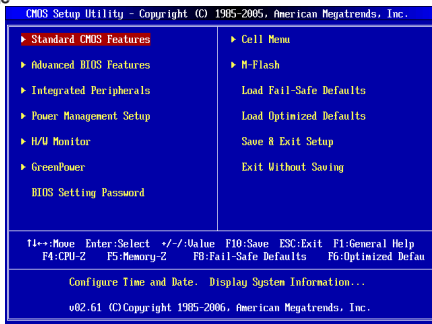 CMOS Setup Utility - Copyright (C) 1985-2005, American Megatrends, Inc.
▶ Standard CMOS Features
▶ Advanced BIOS Features
▶ Integrated Peripherals
▶ Power Management Setup
▶ H/W Monitor
▶ GreenPower
BIOS Setting Password
▶ Cell Menu
▶ M-Flash
Load Fail-Safe Defaults
Load Optimized Defaults
Save & Exit Setup
Exit Without Saving
↑↓←→:Move Enter:Select +/-/:Value F10:Save ESC:Exit F1:General Help
F4:CPU-Z F5:Memory-Z F8:Fail-Safe Defaults F6:Optimized Defau
Configure Time and Date. Display System Information...
v02.61 (C)Copyright 1985-2006, American Megatrends, Inc.